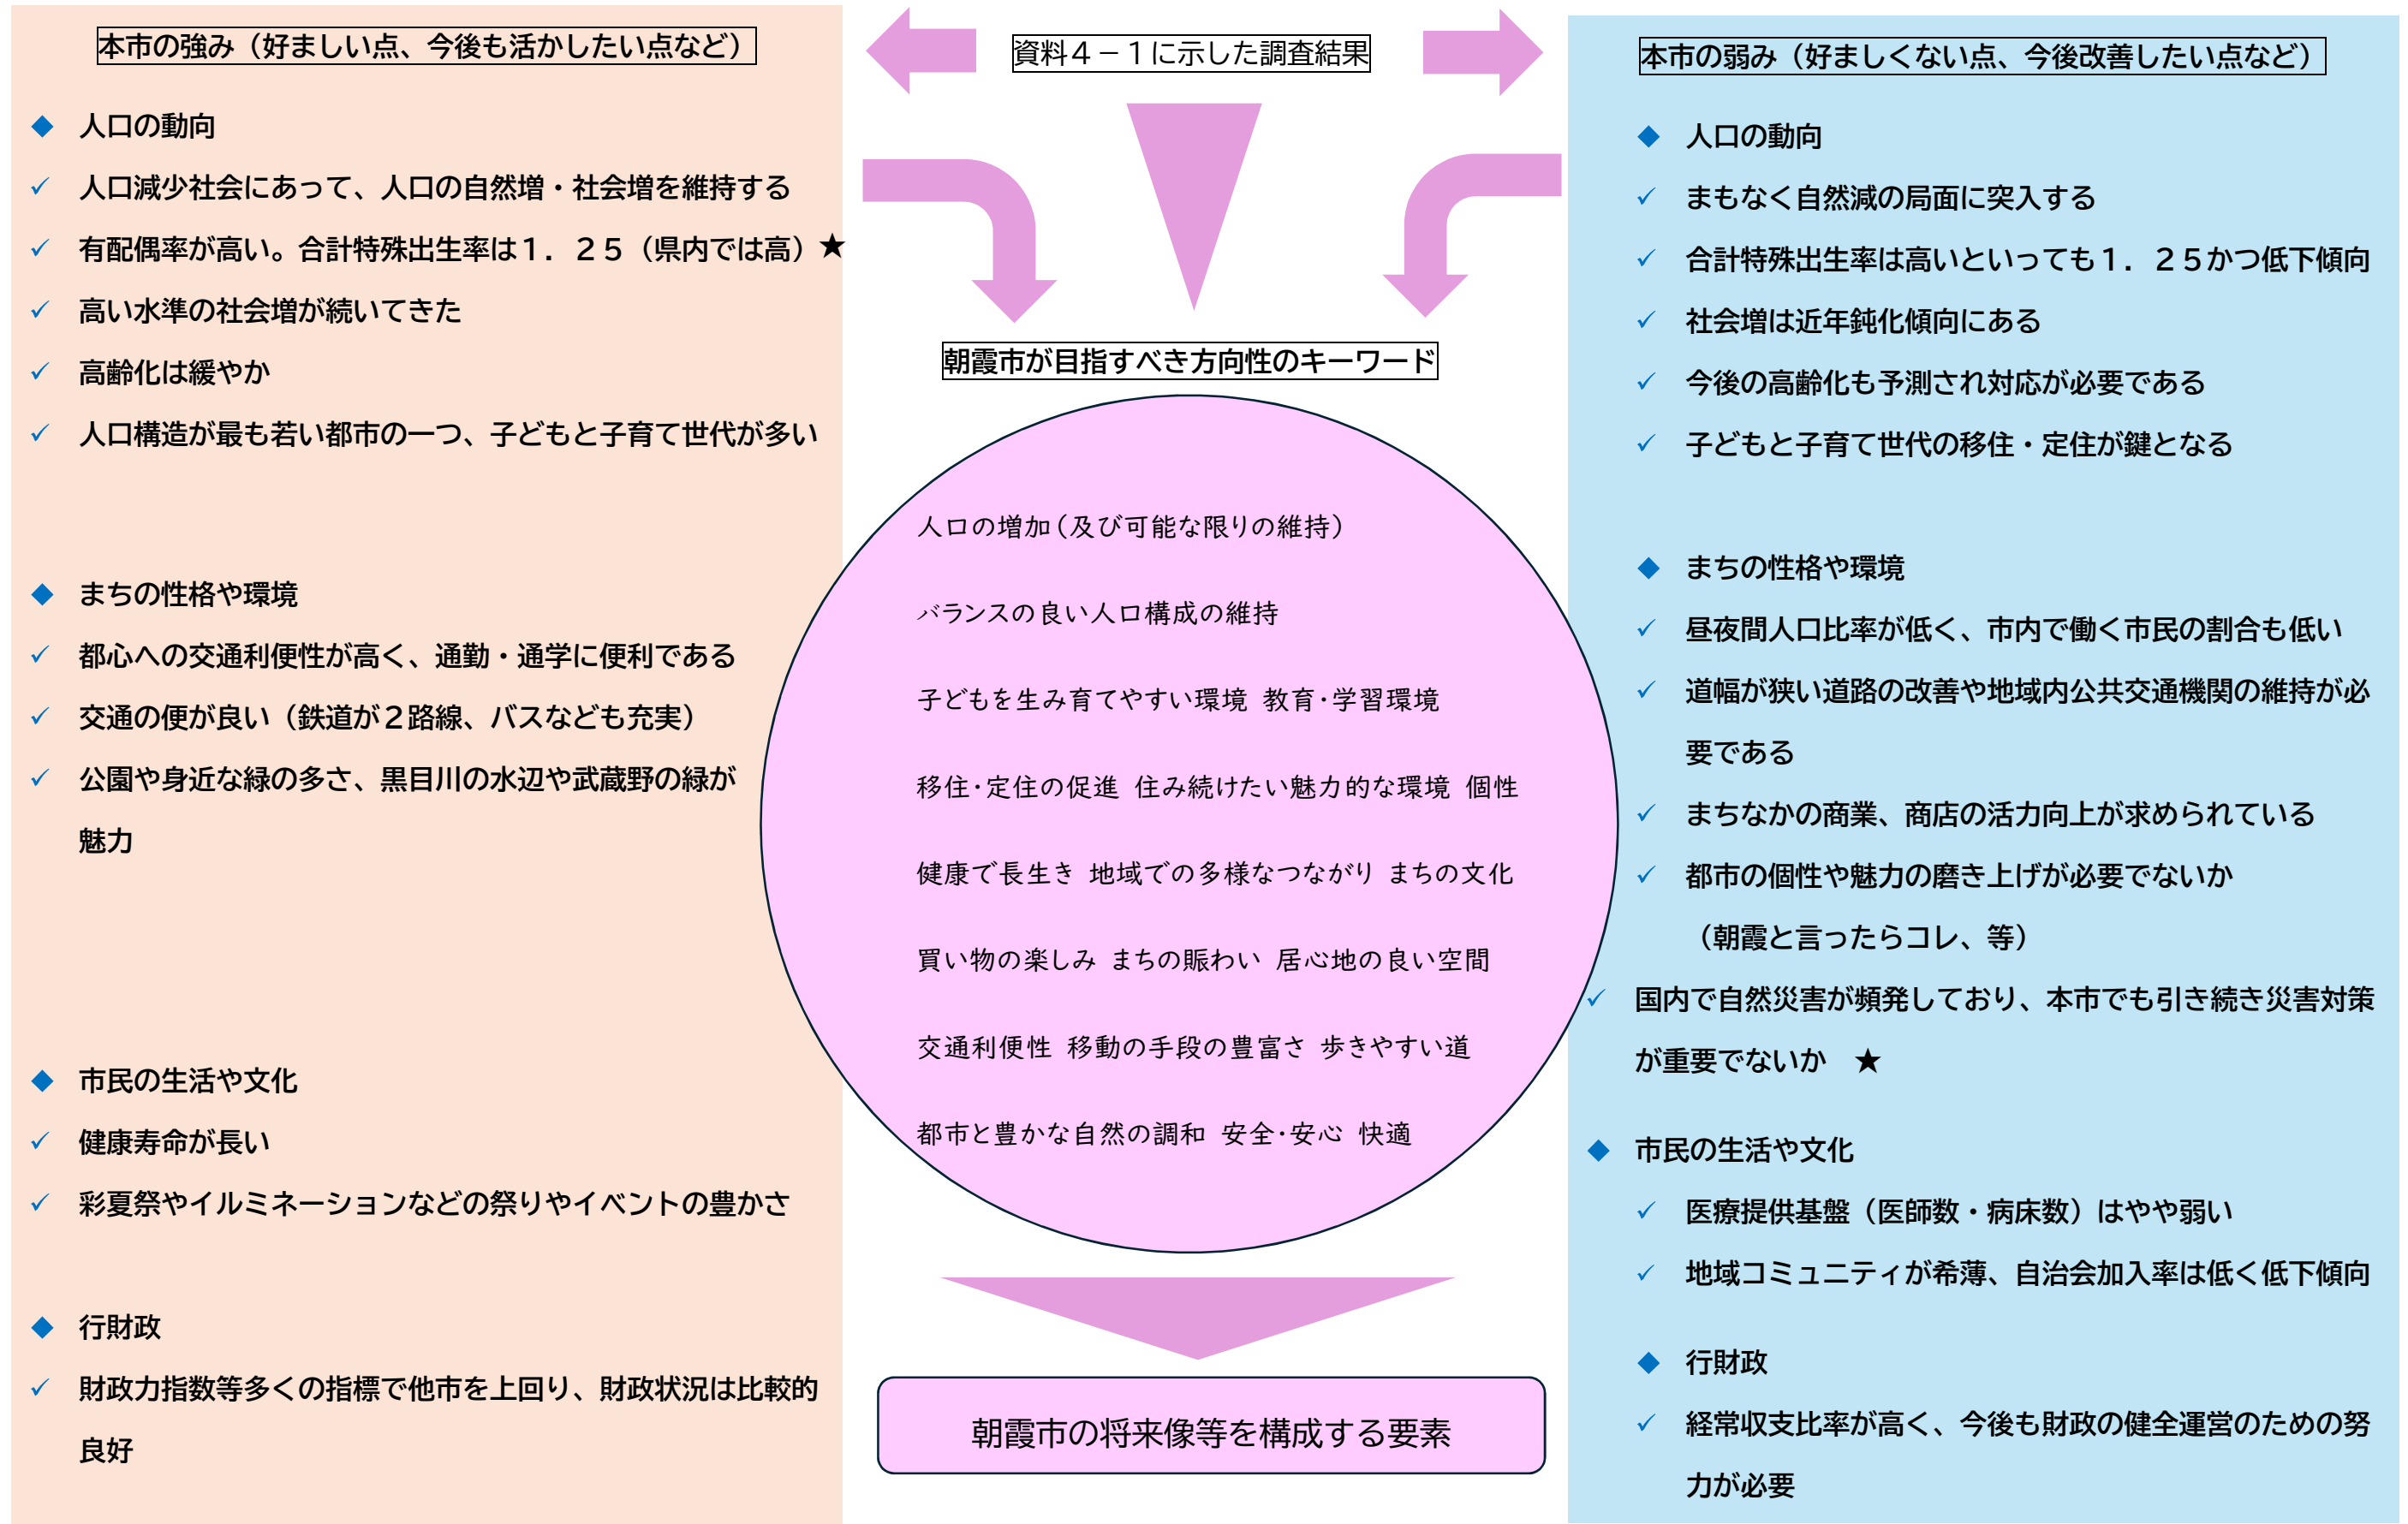 本市の強み（好ましい点、今後も活かしたい点など）
◆ 人口の動向
✓ 人口減少社会にあって、人口の自然増・社会増を維持する
✓ 有配偶率が高い。合計特殊出生率は１．２５（県内では高）★
✓ 高い水準の社会増が続いてきた
✓ 高齢化は緩やか
✓ 人口構造が最も若い都市の一つ、子どもと子育て世代が多い
◆ まちの性格や環境
✓ 都心への交通利便性が高く、通勤・通学に便利である
✓ 交通の便が良い（鉄道が２路線、バスなども充実）
✓ 公園や身近な緑の多さ、黒目川の水辺や武蔵野の緑が
魅力
◆ 市民の生活や文化
✓ 健康寿命が長い
✓ 彩夏祭やイルミネーションなどの祭りやイベントの豊かさ
◆ 行財政
✓ 財政力指数等多くの指標で他市を上回り、財政状況は比較的
良好
資料４－１に示した調査結果
朝霞市が目指すべき方向性のキーワード
人口の増加（及び可能な限りの維持）
バランスの良い人口構成の維持
子どもを生み育てやすい環境 教育・学習環境
移住・定住の促進 住み続けたい魅力的な環境 個性
健康で長生き 地域での多様なつながり まちの文化
買い物の楽しみ まちの賑わい 居心地の良い空間
交通利便性 移動の手段の豊富さ 歩きやすい道
都市と豊かな自然の調和 安全・安心 快適
朝霞市の将来像等を構成する要素
本市の弱み（好ましくない点、今後改善したい点など）
◆ 人口の動向
✓ まもなく自然減の局面に突入する
✓ 合計特殊出生率は高いといっても１．２５かつ低下傾向
✓ 社会増は近年鈍化傾向にある
✓ 今後の高齢化も予測され対応が必要である
✓ 子どもと子育て世代の移住・定住が鍵となる
◆ まちの性格や環境
✓ 昼夜間人口比率が低く、市内で働く市民の割合も低い
✓ 道幅が狭い道路の改善や地域内公共交通機関の維持が必
要である
✓ まちなかの商業、商店の活力向上が求められている
✓ 都市の個性や魅力の磨き上げが必要でないか
（朝霞と言ったらコレ、等）
✓ 国内で自然災害が頻発しており、本市でも引き続き災害対策
が重要でないか ★
◆ 市民の生活や文化
✓ 医療提供基盤（医師数・病床数）はやや弱い
✓ 地域コミュニティが希薄、自治会加入率は低く低下傾向
◆ 行財政
✓ 経常収支比率が高く、今後も財政の健全運営のための努
力が必要